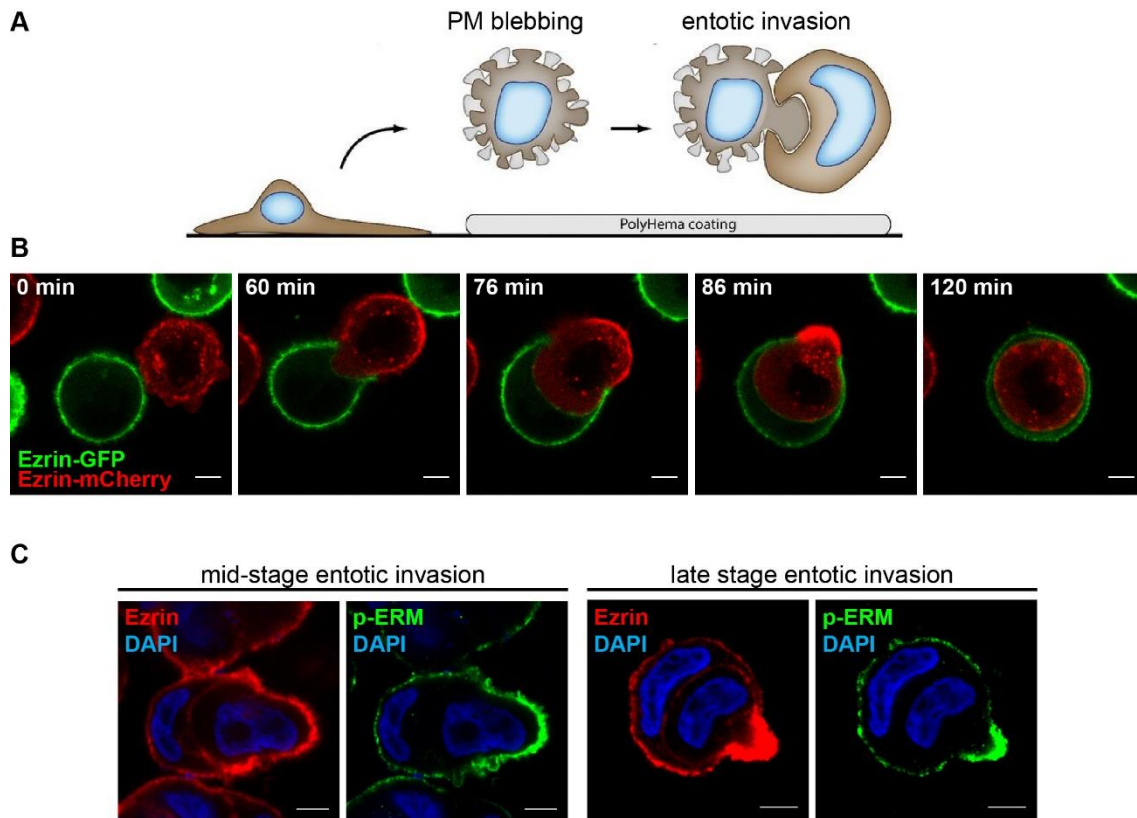 A
PM blebbing
entotic invasion
PolyHema coating
B
0 min
60 min
76 min
86 min
120 min
Ezrin-GFP
Ezrin-mCherry
C
mid-stage entotic invasion
late stage entotic invasion
Ezrin
DAPI
p-ERM
DAPI
Ezrin
DAPI
p-ERM
DAPI